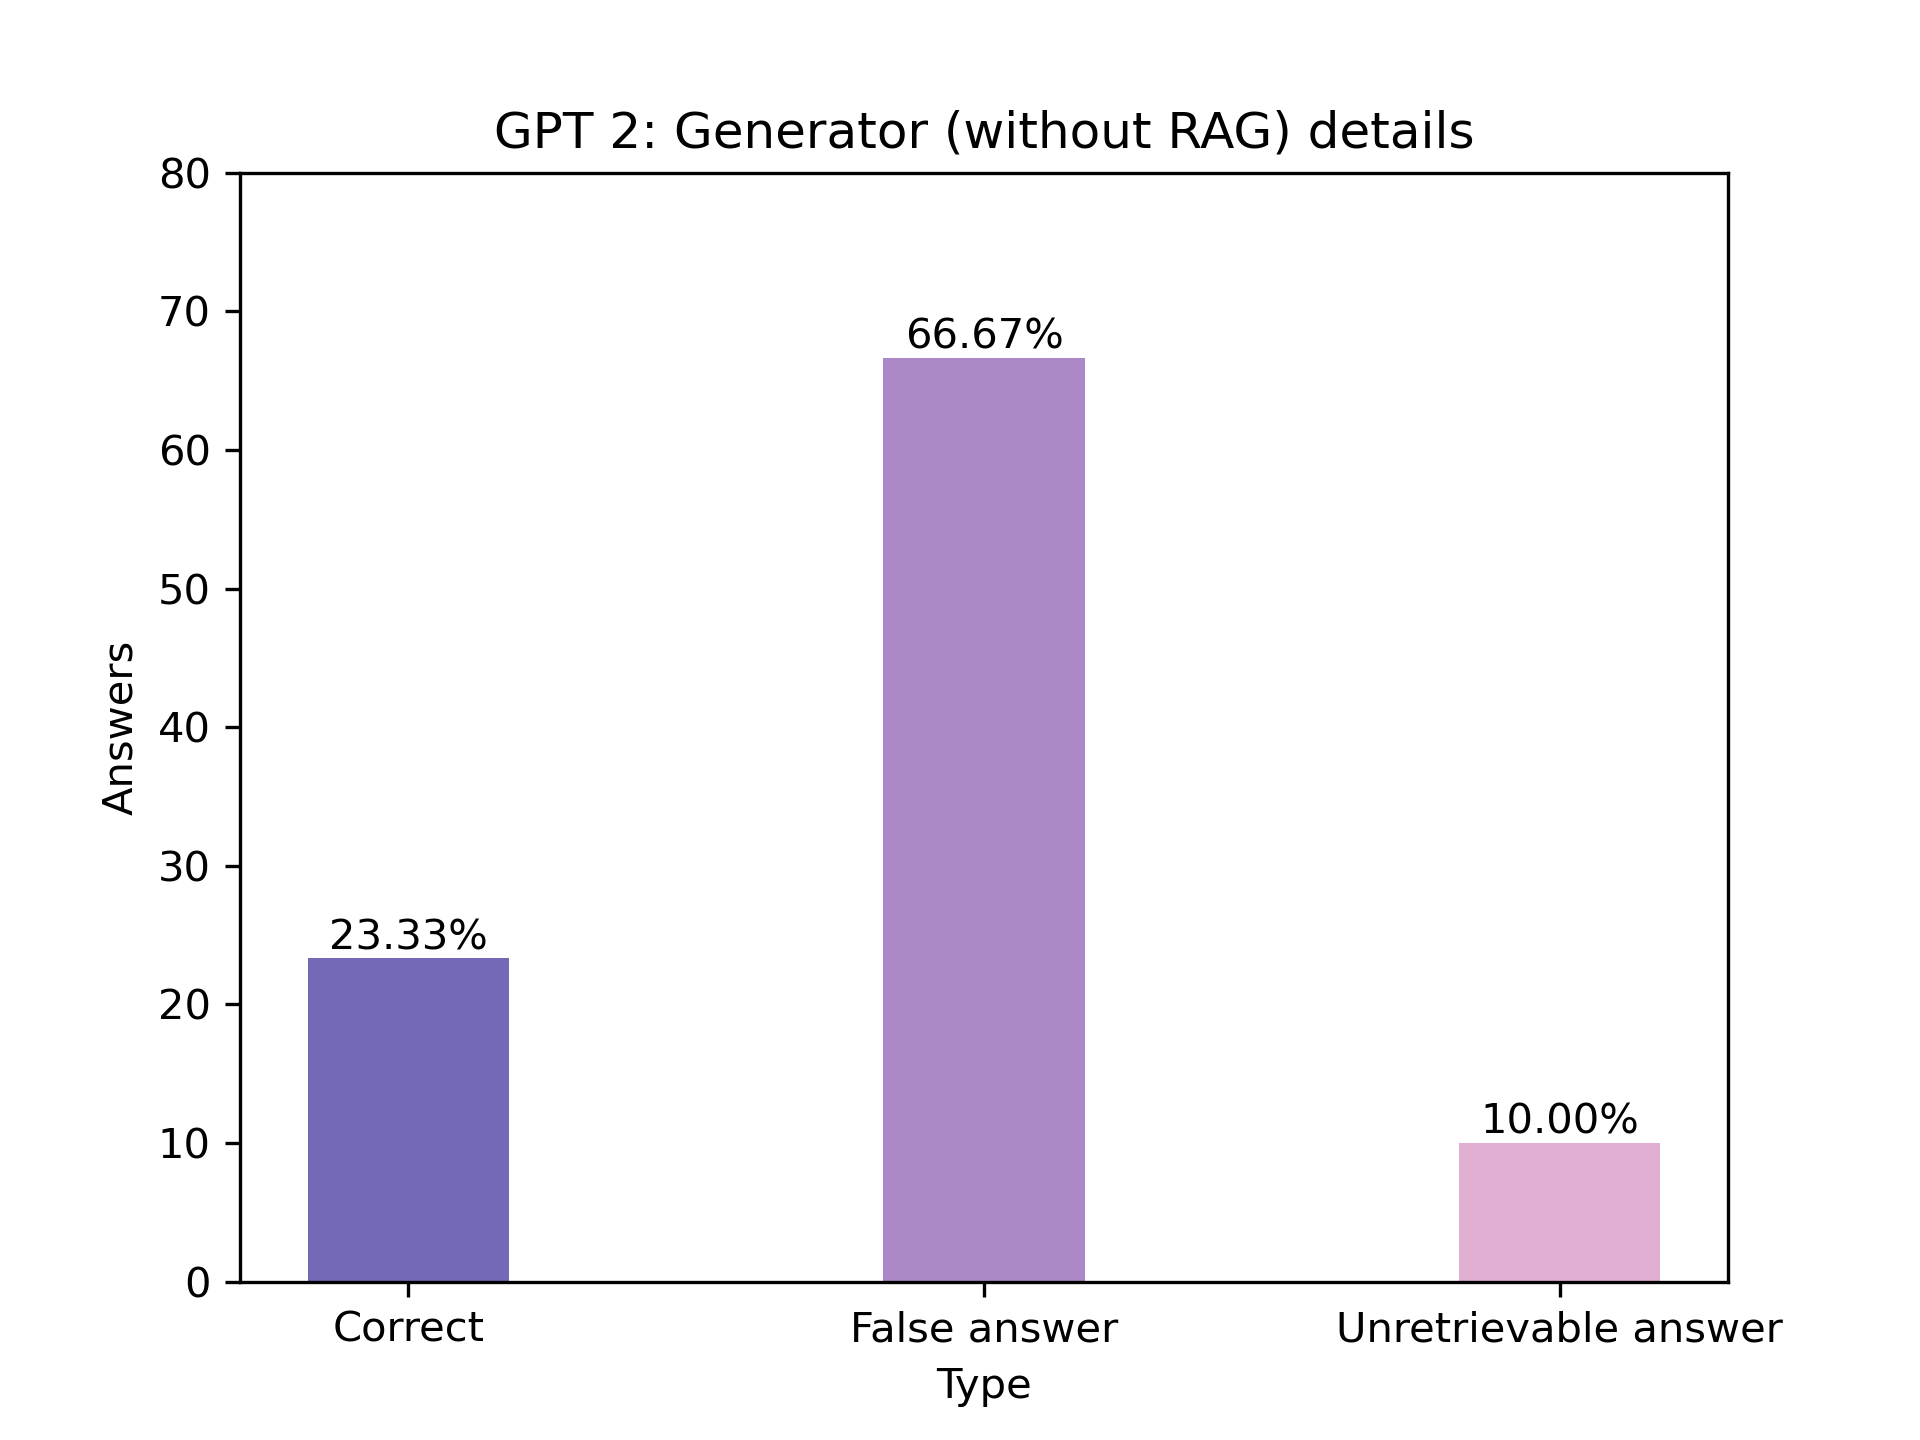 GPT 2: Generator (without RAG) details
80
70
60
50
40
30
20
10
0
Answers
23.33%
66.67%
10.00%
Correct
False answer
Unretrievable answer
Type